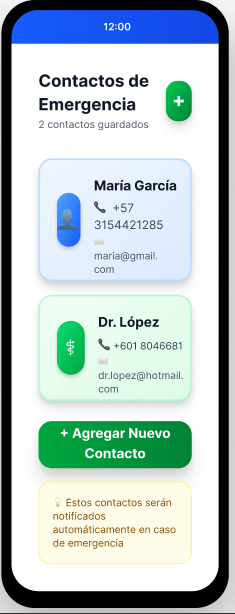 12:00
Contactos de
Emergencia
+
2 contactos guardados
María García
📞 +57
3154421285
✉️
maria@gmail.
com
Dr. López
📞 +601 8046681
✉️
dr.lopez@hotmail.
com
+ Agregar Nuevo
Contacto
💡 Estos contactos serán
notificados
automáticamente en caso
de emergencia